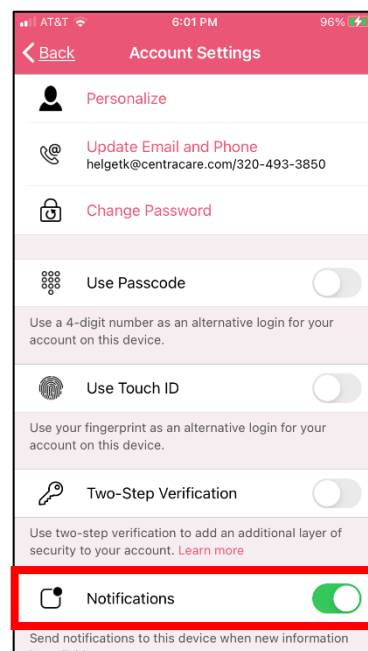 AT&T 6:01 PM 96%
Back Account Settings
Personalize
Update Email and Phone
helgetk@centracare.com/320-493-3850
Change Password
Use Passcode
Use a 4-digit number as an alternative login for your
account on this device.
Use Touch ID
Use your fingerprint as an alternative login for your
account on this device.
Two-Step Verification
Use two-step verification to add an additional layer of
security to your account. Learn more
Notifications
Send notifications to this device when new information